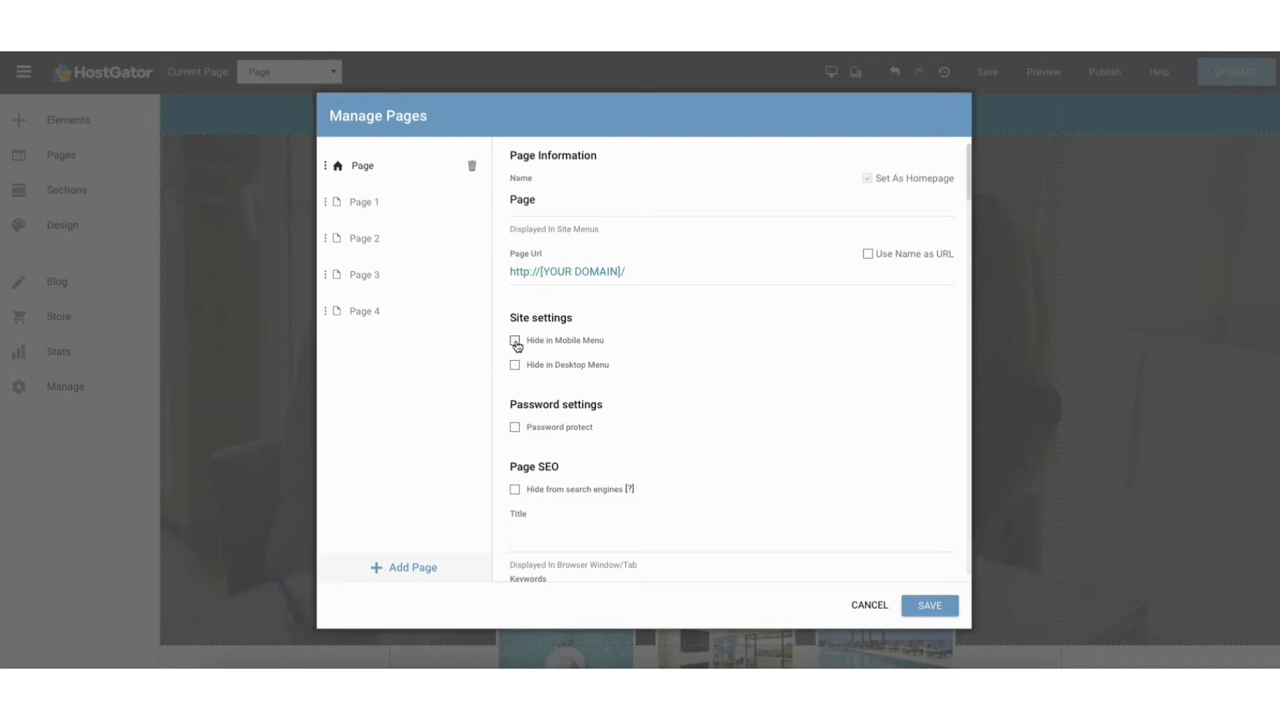 HostGator
Current Page
Page
Save
Preview
Publish
Help
UPGRADE
Elements
Pages
Sections
Design
Blog
Store
Stats
Manage
Manage Pages
Page
Page 1
Page 2
Page 3
Page 4
+ Add Page
Page Information
Name
Set As Homepage
Page
Displayed In Site Menus
Page Url
Use Name as URL
http://[YOUR DOMAIN]/
Site settings
Hide in Mobile Menu
Hide in Desktop Menu
Password settings
Password protect
Page SEO
Hide from search engines [?]
Title
Displayed In Browser Window/Tab
Keywords
CANCEL
SAVE